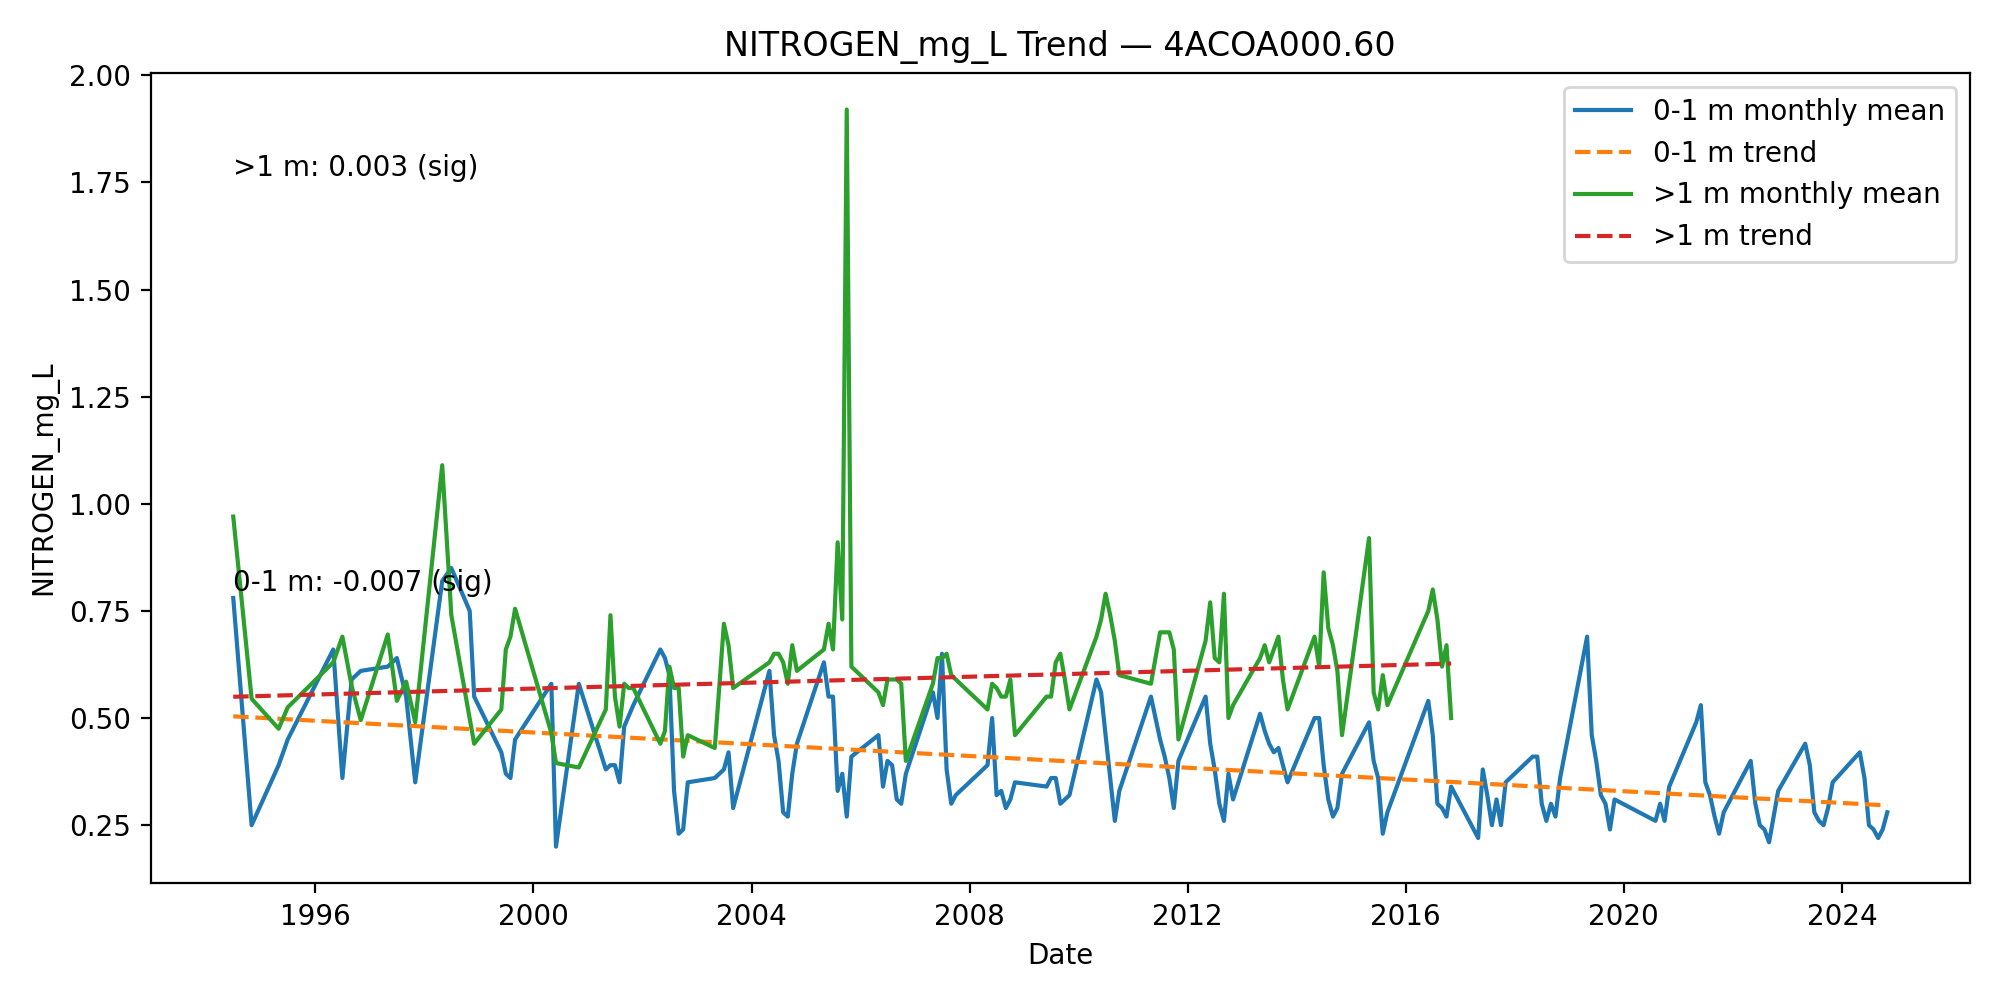 NITROGEN_mg_L Trend — 4ACOA000.60
2.00
1.75
1.50
1.25
1.00
0.75
0.50
0.25
NITROGEN_mg_L
>1 m: 0.003 (sig)
0-1 m: -0.007 (sig)
0-1 m monthly mean
0-1 m trend
>1 m monthly mean
>1 m trend
1996
2000
2004
2008
2012
2016
2020
2024
Date